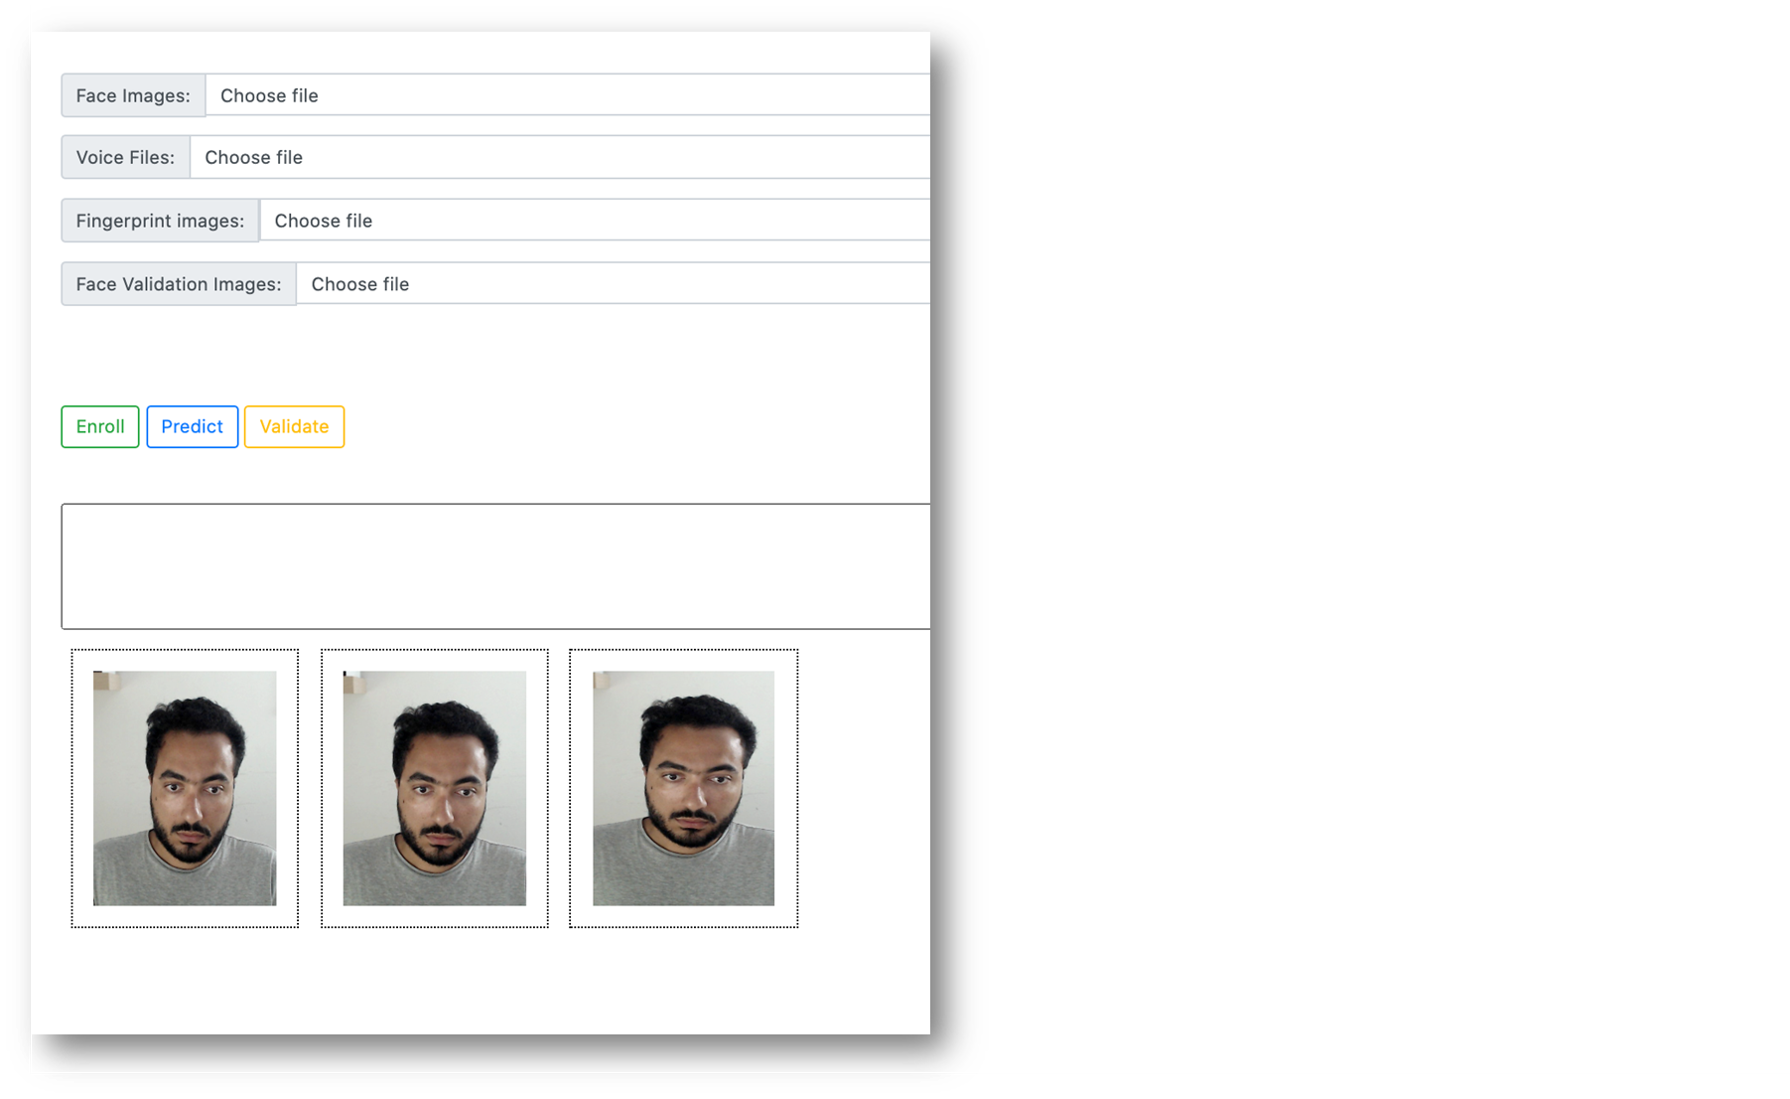 Face Images: Choose file
Voice Files: Choose file
Fingerprint images: Choose file
Face Validation Images: Choose file
Enroll Predict Validate